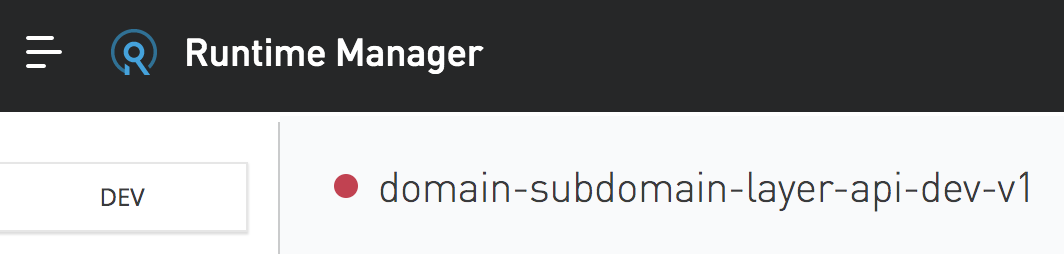 Runtime Manager
DEV
domain-subdomain-layer-api-dev-v1